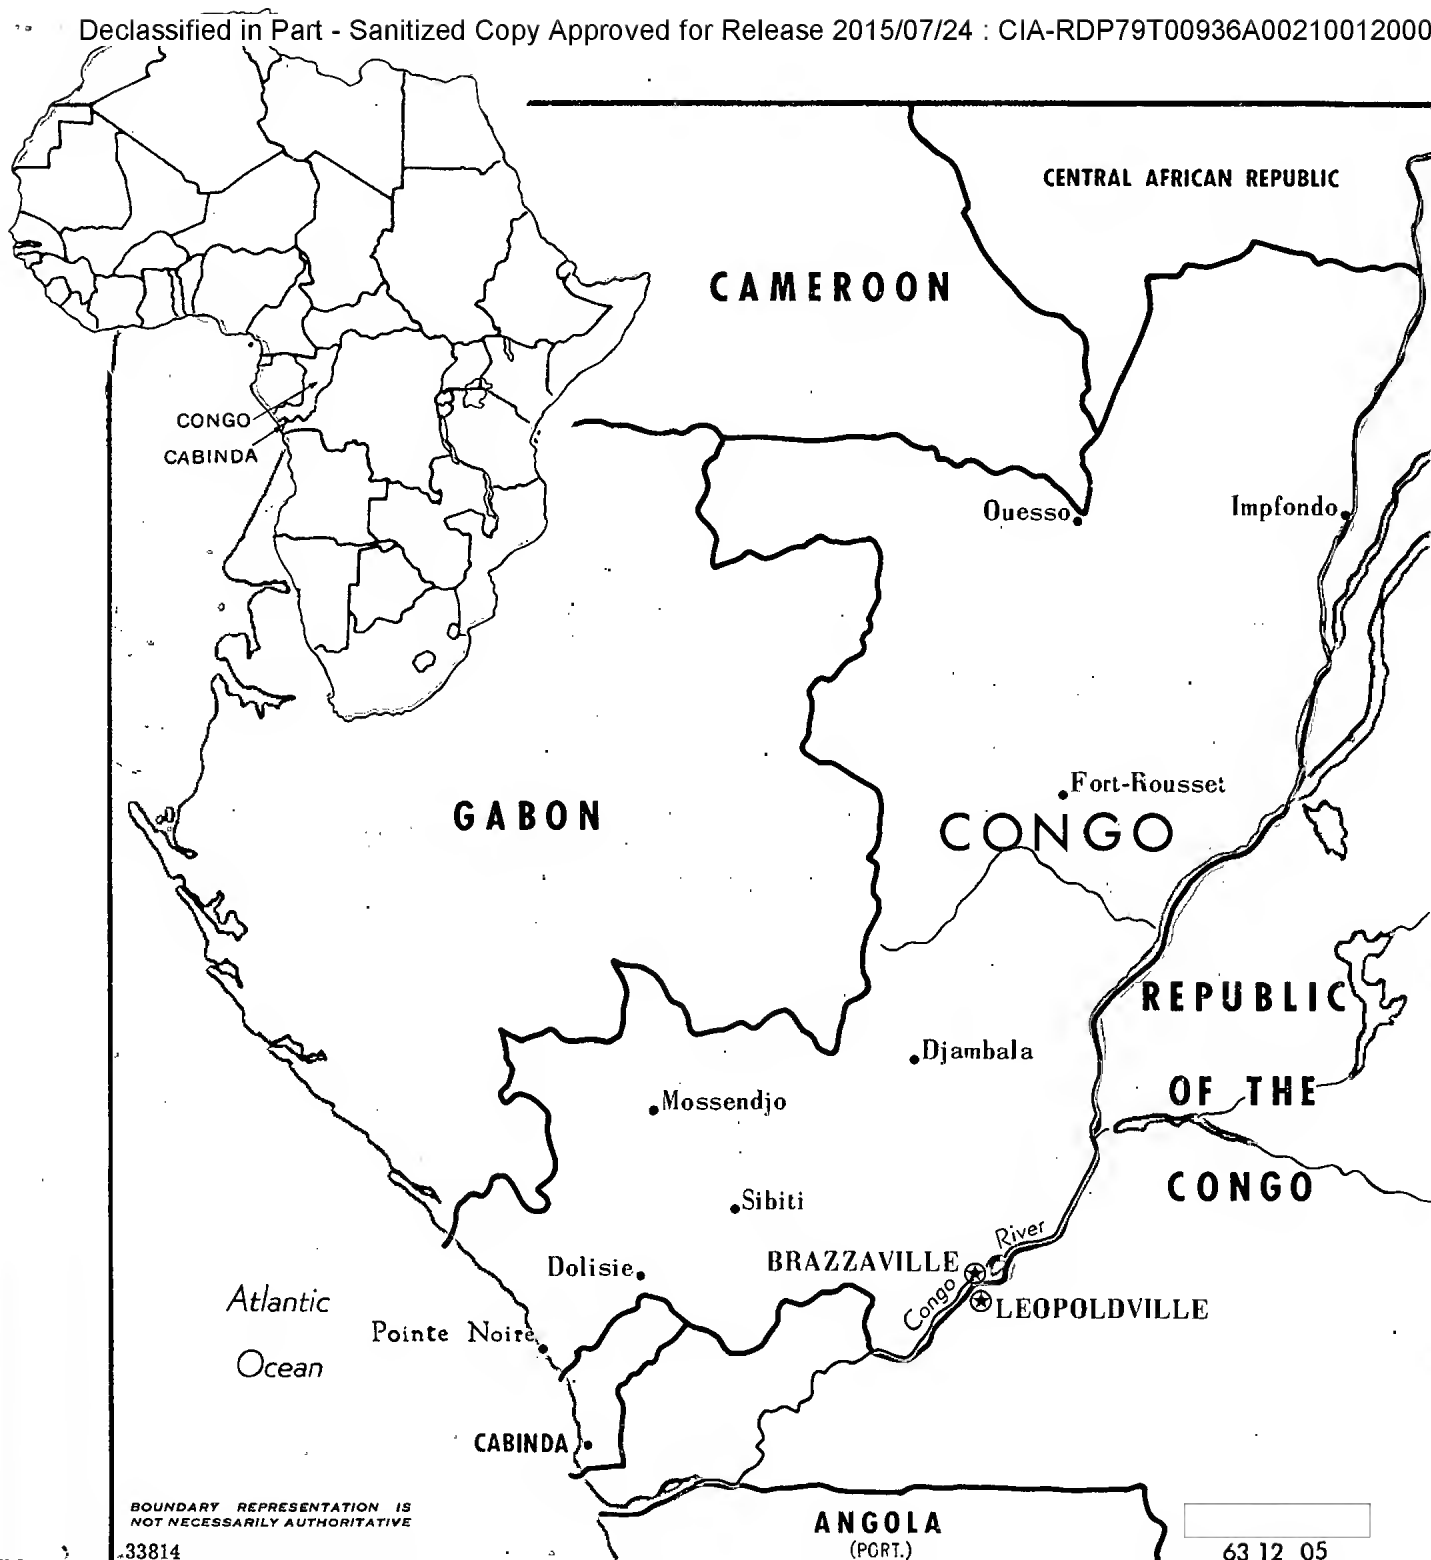 Declassified in Part - Sanitized Copy Approved for Release 2015/07/24 : CIA-RDP79T00936A00210012000
CENTRAL AFRICAN REPUBLIC
CAMEROON
CONGO
CABINDA
Ouesso
Impfondo
Fort-Rousset
GABON
CONGO
REPUBLIC
OF THE
CONGO
Djambala
Mossendjo
Sibiti
Congo River
Dolisie
BRAZZAVILLE
LEOPOLDVILLE
Atlantic
Ocean
Pointe Noire
CABINDA
BOUNDARY REPRESENTATION IS
NOT NECESSARILY AUTHORITATIVE
ANGOLA
(PORT.)
33814
63 12 05